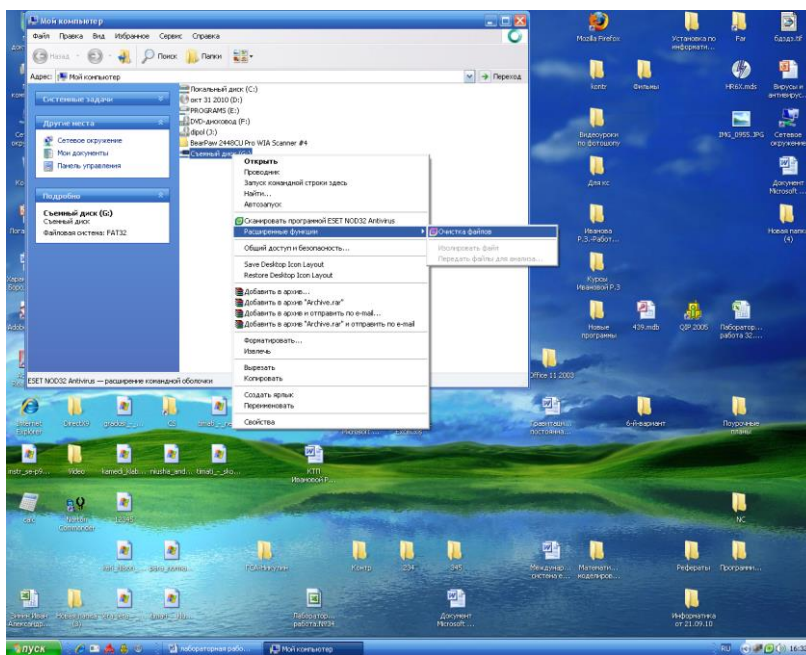 Мой компьютер
Файл Правка Вид Избранное Сервис Справка
Назад Поиск Папки
Адрес: Мой компьютер Переход
Системные задачи
Другие места
Сетевое окружение
Мои документы
Панель управления
Подробно
Съемный диск (G:)
Съемный диск
Файловая система: FAT32
Локальный диск (C:)
окт 31 2010 (D:)
PROGRAMS (E:)
DVD-дисковод (F:)
dipol (J:)
BearPaw 2448CU Pro WIA Scanner #4
Съемный диск (G:)
Открыть
Проводник
Запуск командной строки здесь
Найти...
Автозапуск
Сканировать программой ESET NOD32 Antivirus
Расширенные функции
Общий доступ и безопасность...
Save Desktop Icon Layout
Restore Desktop Icon Layout
Добавить в архив...
Добавить в архив "Archive.rar"
Добавить в архив и отправить по e-mail...
Добавить в архив "Archive.rar" и отправить по e-mail
Форматировать...
Извлечь
Вырезать
Копировать
Создать ярлык
Переименовать
Свойства
Очистка файлов
Изолировать файл
Передать файлы для анализа...
ESET NOD32 Antivirus — расширение командной оболочки
Mozilla Firefox
Установка по
информати...
Far
kontr
Фильмы
HR6X.mds
Вирусы и
антивирус...
Видеоуроки
по фотошопу
IMG_0955.JPG
Сетевое
окружение
Для кс
Документ
Microsoft ...
Иванова
Р.З.-Работ...
Новая папка
(4)
Курсы
Ивановой Р.З
Новые
программы
439.mdb
QIP 2005
Лаборатор...
работа 32....
Office 11 2003
Internet
Explorer
DirectX9
CS
6-й-вариант
Поурочные
планы
video
КТП
Ивановой Р...
calc
Norton
Commander
NC
Контр
234
345
Междунар...
система е...
Математи...
моделиров...
Рефераты
Програмн...
Лаборатор...
работа.№34
Документ
Microsoft ...
Информатика
от 21.09.10
пуск
лабораторная рабо...
Мой компьютер
RU